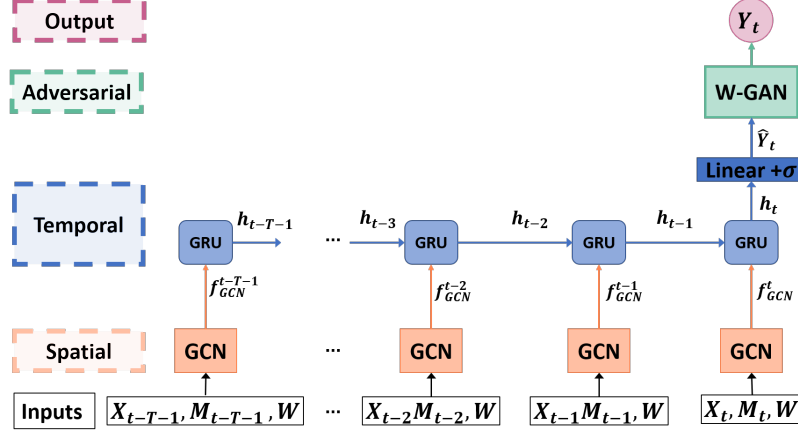 Output
Y_t
Adversarial
W-GAN
Ŷ_t
Linear +σ
h_t
Temporal
GRU
h_{t−T−1}
...
h_{t−3}
GRU
h_{t−2}
GRU
h_{t−1}
GRU
f_{GCN}^{t−T−1}
f_{GCN}^{t−2}
f_{GCN}^{t−1}
f_{GCN}^{t}
Spatial
GCN
...
GCN
GCN
GCN
Inputs
X_{t−T−1}, M_{t−T−1}, W
...
X_{t−2}M_{t−2}, W
X_{t−1}M_{t−1}, W
X_t, M_t, W